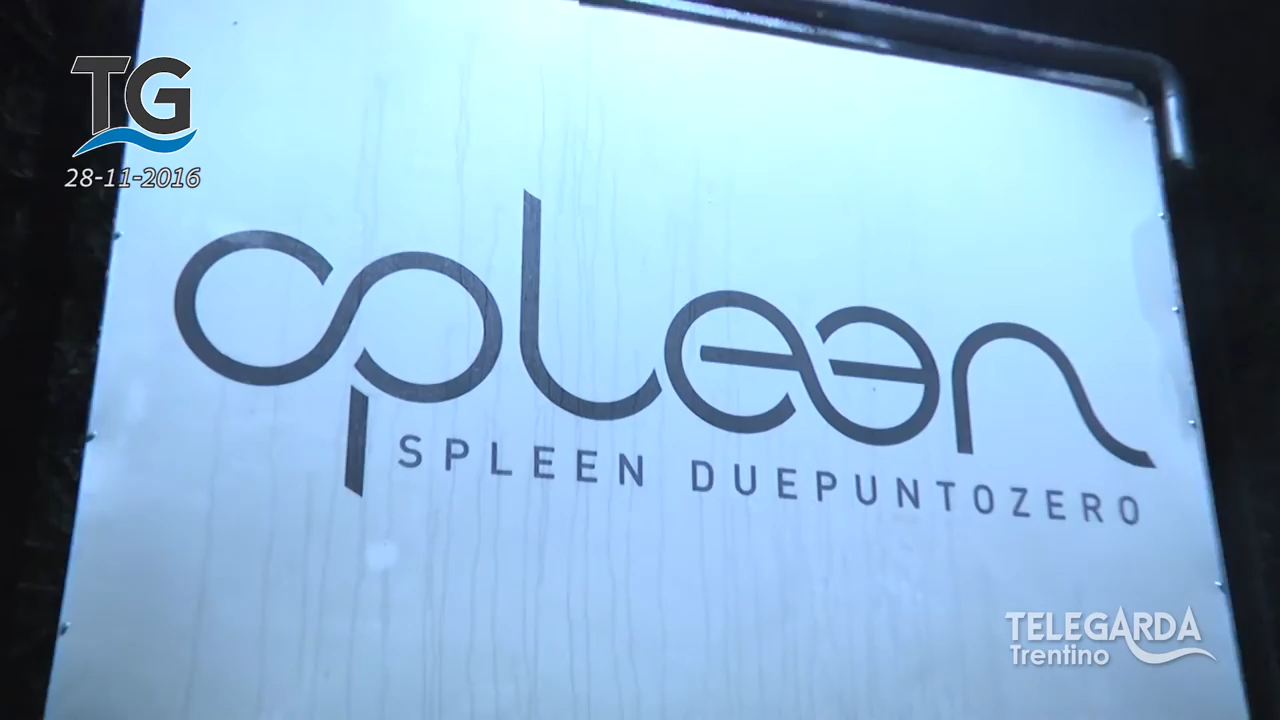 TG
28-11-2016
spleen
SPLEEN DUEPUNTOZERO
TELEGARDA
Trentino